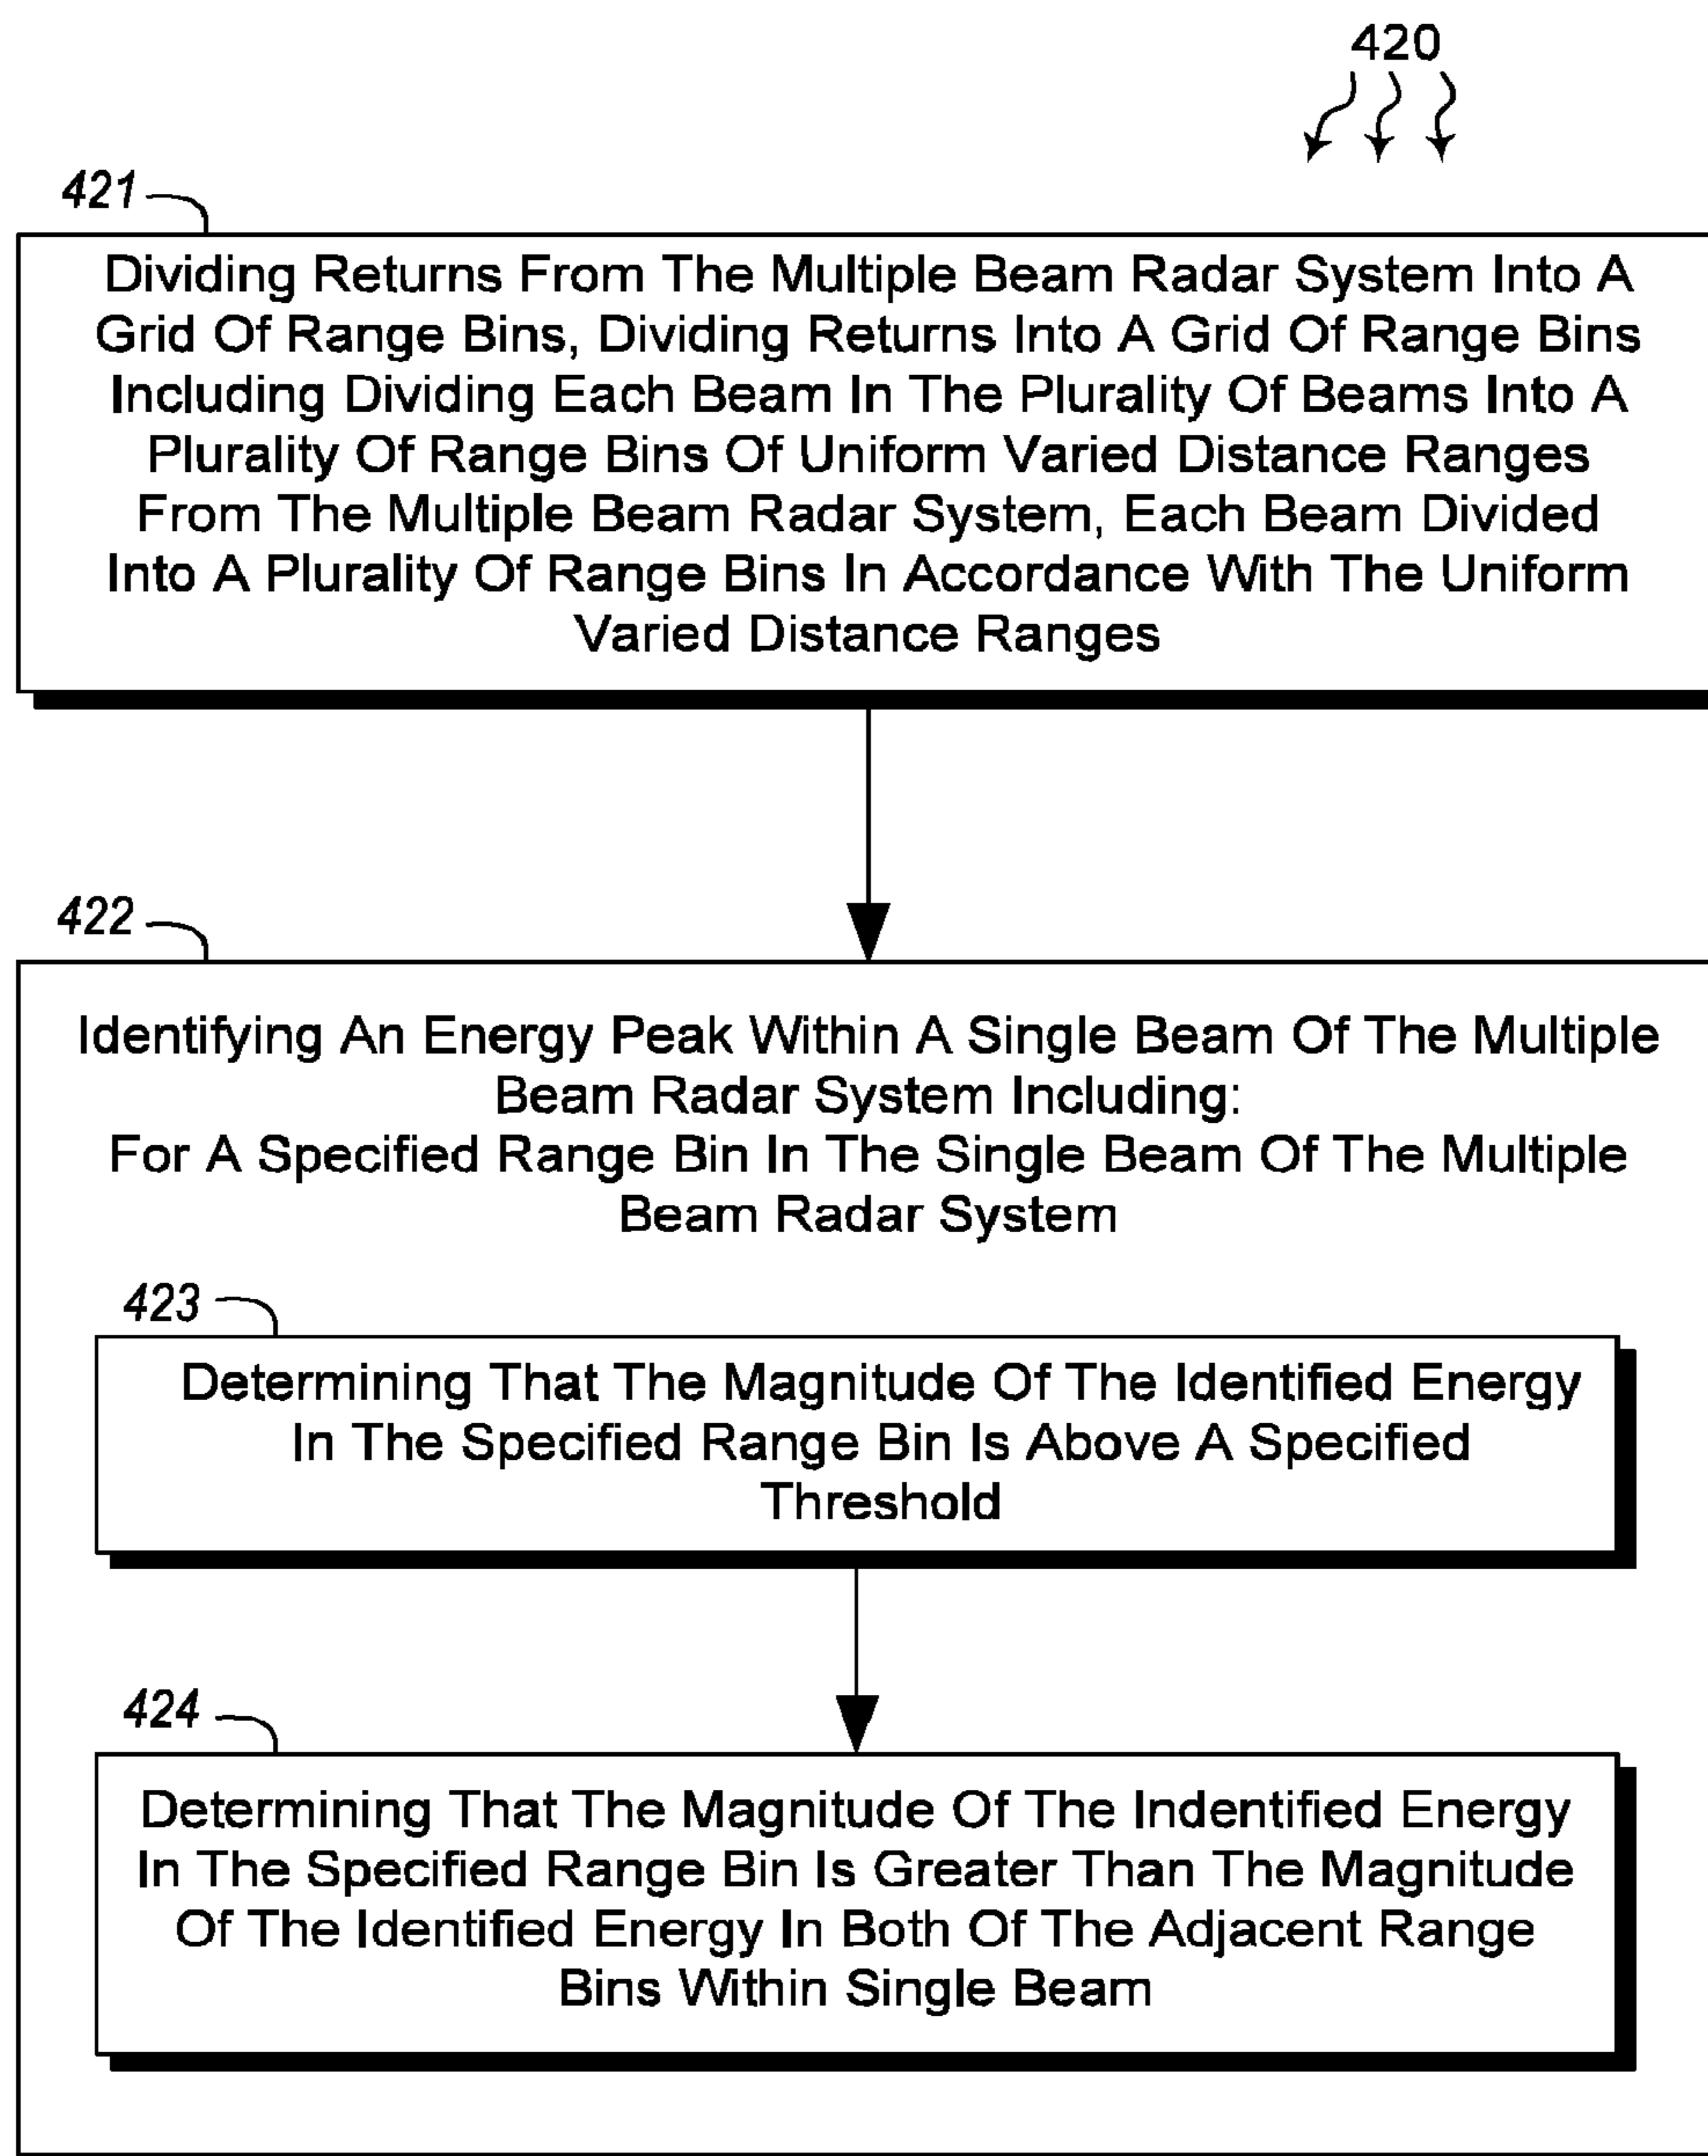 420
421
Dividing Returns From The Multiple Beam Radar System Into A
Grid Of Range Bins, Dividing Returns Into A Grid Of Range Bins
Including Dividing Each Beam In The Plurality Of Beams Into A
Plurality Of Range Bins Of Uniform Varied Distance Ranges
From The Multiple Beam Radar System, Each Beam Divided
Into A Plurality Of Range Bins In Accordance With The Uniform
Varied Distance Ranges
422
Identifying An Energy Peak Within A Single Beam Of The Multiple
Beam Radar System Including:
For A Specified Range Bin In The Single Beam Of The Multiple
Beam Radar System
423
Determining That The Magnitude Of The Identified Energy
In The Specified Range Bin Is Above A Specified
Threshold
424
Determining That The Magnitude Of The Indentified Energy
In The Specified Range Bin Is Greater Than The Magnitude
Of The Identified Energy In Both Of The Adjacent Range
Bins Within Single Beam